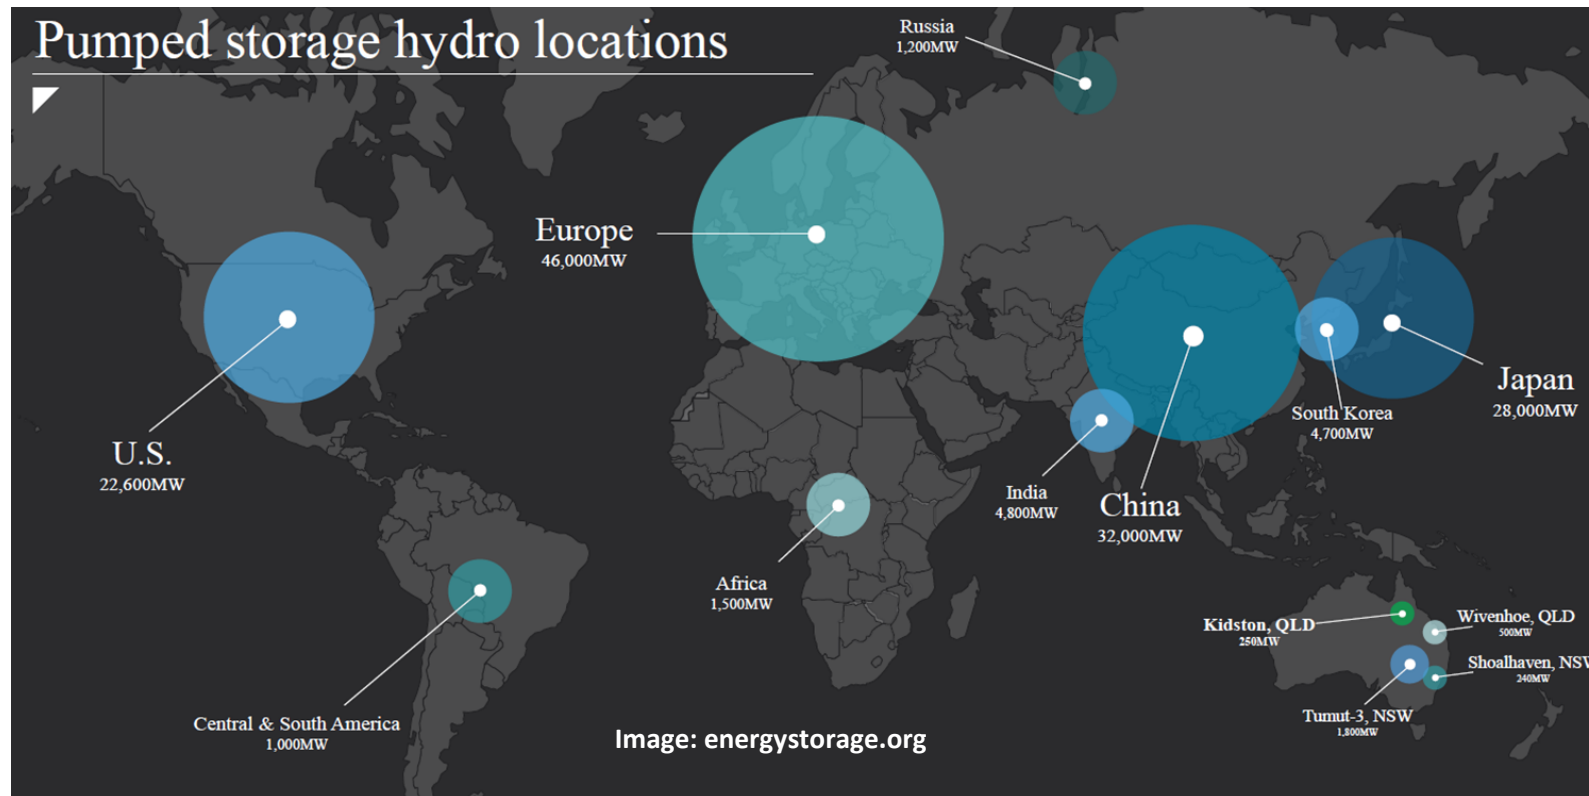 Pumped storage hydro locations
Russia
1,200MW
Europe
46,000MW
U.S.
22,600MW
Japan
28,000MW
South Korea
4,700MW
India
4,800MW
China
32,000MW
Africa
1,500MW
Kidston, QLD
250MW
Wivenhoe, QLD
500MW
Shoalhaven, NSW
240MW
Tumut-3, NSW
1,800MW
Central & South America
1,000MW
Image: energystorage.org